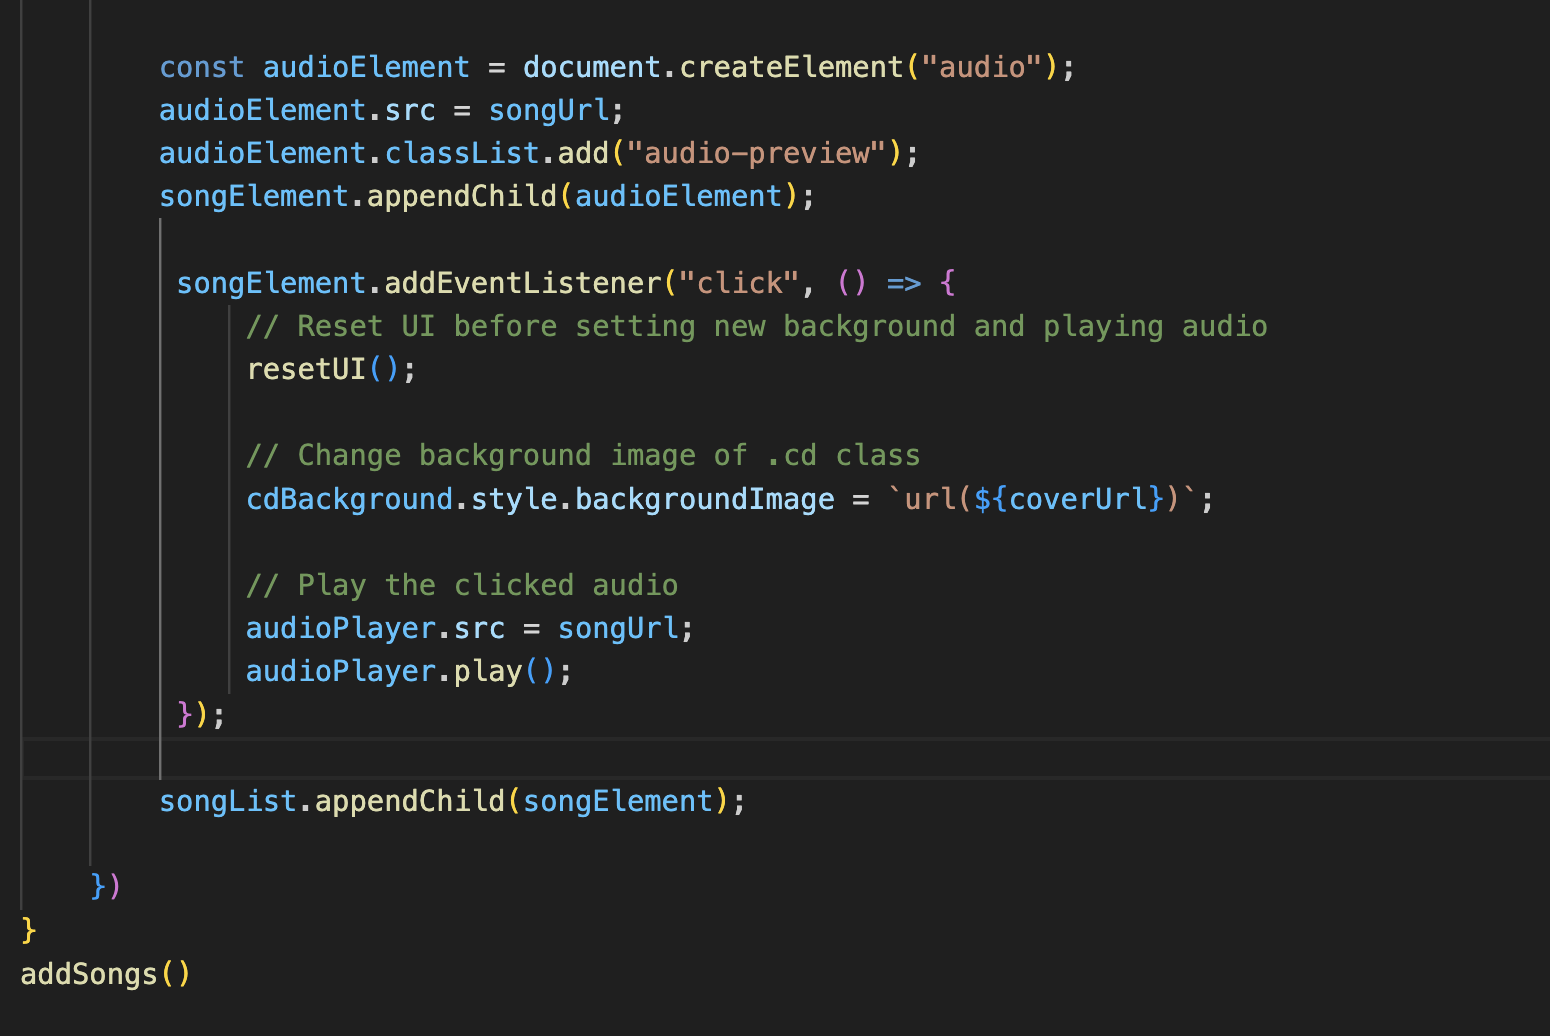 const audioElement = document.createElement("audio");
audioElement.src = songUrl;
audioElement.classList.add("audio-preview");
songElement.appendChild(audioElement);
songElement.addEventListener("click", () => {
// Reset UI before setting new background and playing audio
resetUI();
// Change background image of .cd class
cdBackground.style.backgroundImage = `url(${coverUrl})`;
// Play the clicked audio
audioPlayer.src = songUrl;
audioPlayer.play();
});
songList.appendChild(songElement);
})
}
addSongs()